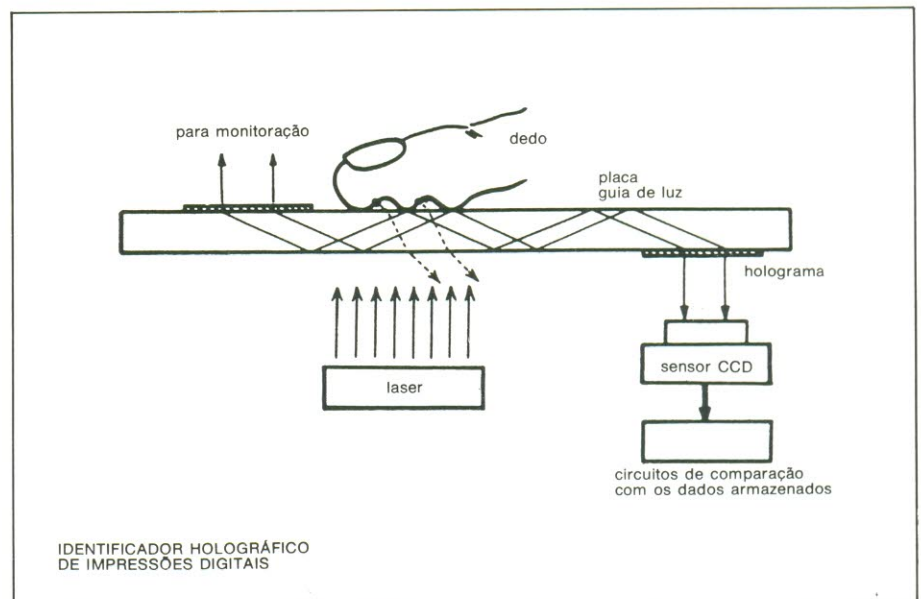 para monitoração
dedo
placa
guia de luz
holograma
laser
sensor CCD
circuitos de comparação
com os dados armazenados
IDENTIFICADOR HOLOGRÁFICO
DE IMPRESSÕES DIGITAIS